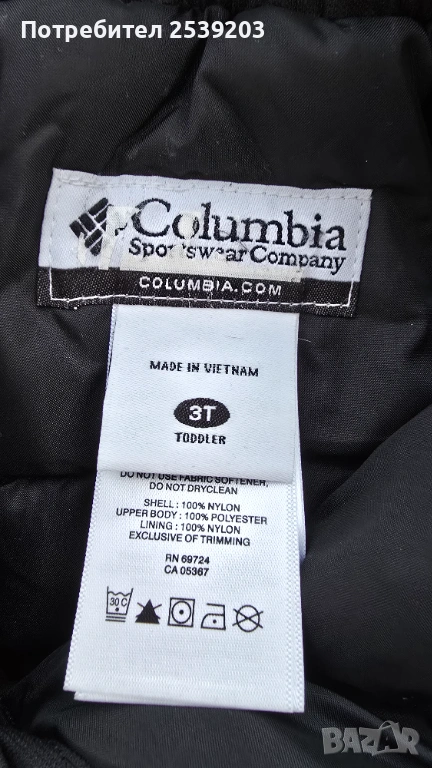 Потребител 2539203
Columbia
Sportswear Company
COLUMBIA.COM
MADE IN VIETNAM
3T
TODDLER
DO NOT USE FABRIC SOFTENER,
DO NOT DRYCLEAN
SHELL : 100% NYLON
UPPER BODY : 100% POLYESTER
LINING : 100% NYLON
EXCLUSIVE OF TRIMMING
RN 69724
CA 05367
30 C
BAZAR